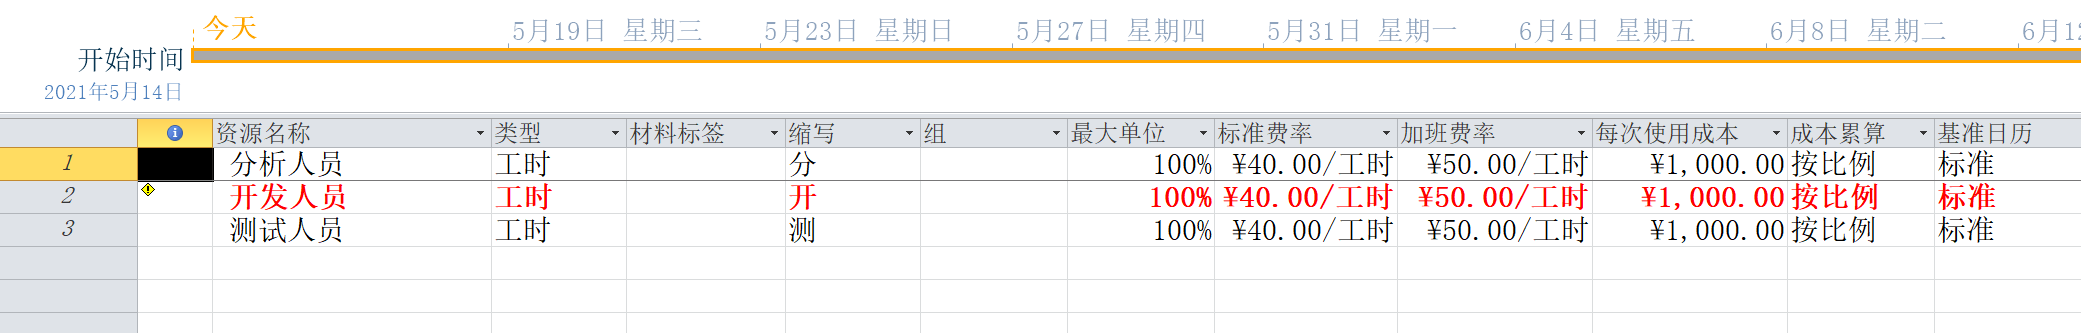 今天
5月19日 星期三 5月23日 星期日 5月27日 星期四 5月31日 星期一 6月4日 星期五 6月8日 星期二 6月12
开始时间
2021年5月14日
资源名称 类型 材料标签 缩写 组 最大单位 标准费率 加班费率 每次使用成本 成本累算 基准日历
1 分析人员 工时 分 100% ¥40.00/工时 ¥50.00/工时 ¥1,000.00 按比例 标准
2 开发人员 工时 开 100% ¥40.00/工时 ¥50.00/工时 ¥1,000.00 按比例 标准
3 测试人员 工时 测 100% ¥40.00/工时 ¥50.00/工时 ¥1,000.00 按比例 标准